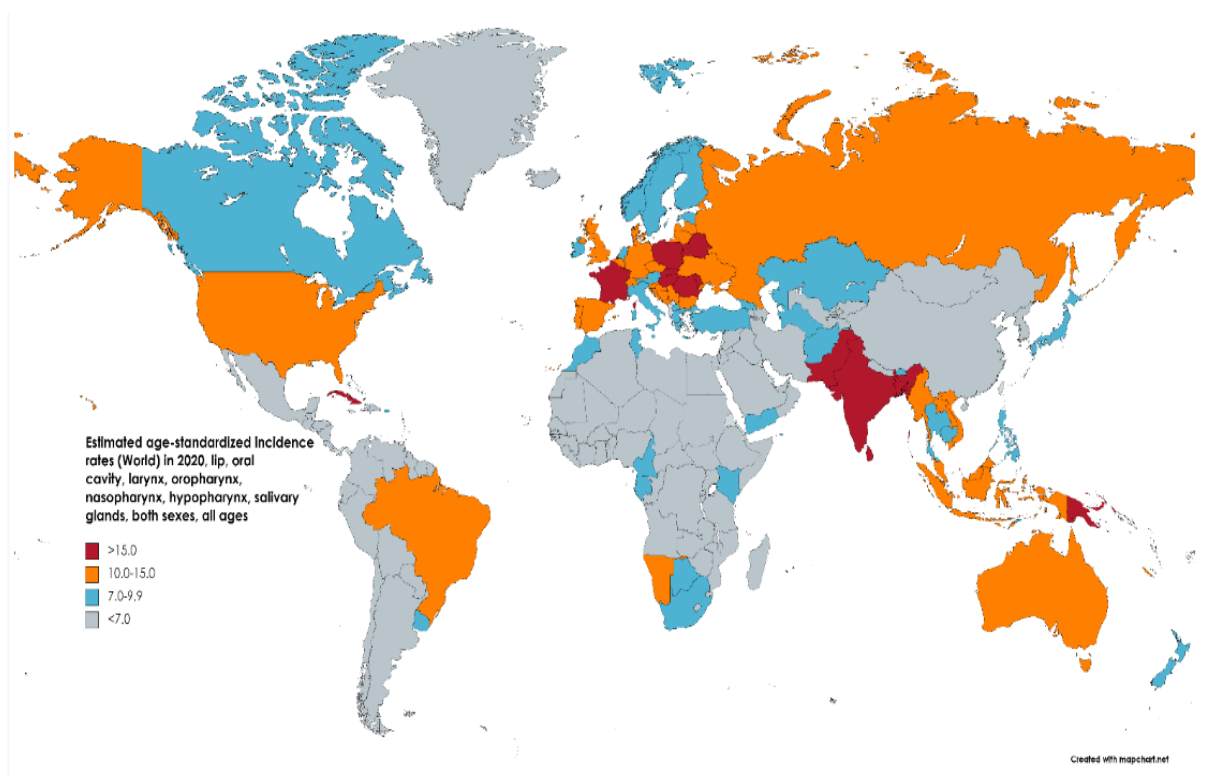 Estimated age-standardized incidence
rates (World) in 2020, lip, oral
cavity, larynx, oropharynx,
nasopharynx, hypopharynx, salivary
glands, both sexes, all ages
>15.0
10.0-15.0
7.0-9.9
<7.0
Created with mapchart.net